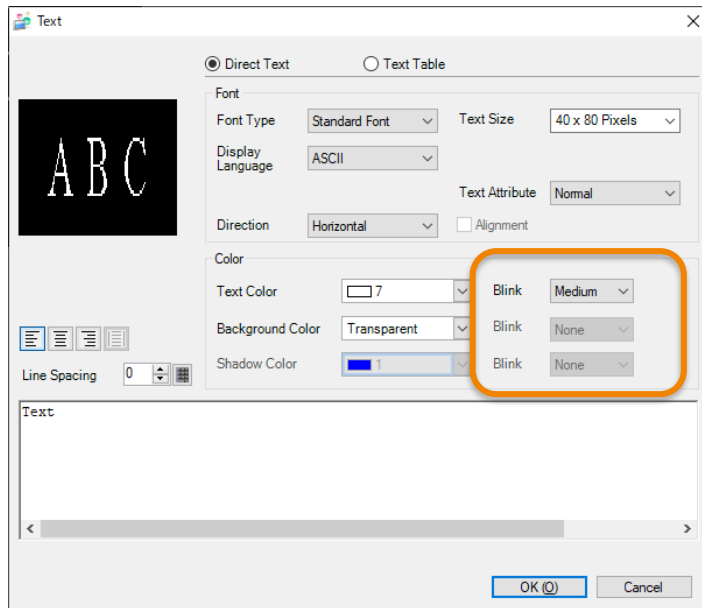 Text
Direct Text Text Table
Font
Font Type Standard Font Text Size 40 x 80 Pixels
Display Language ASCII
Text Attribute Normal
Direction Horizontal Alignment
ABC
Color
Text Color 7 Blink Medium
Background Color Transparent Blink None
Shadow Color 1 Blink None
Line Spacing 0
Text
OK (O) Cancel